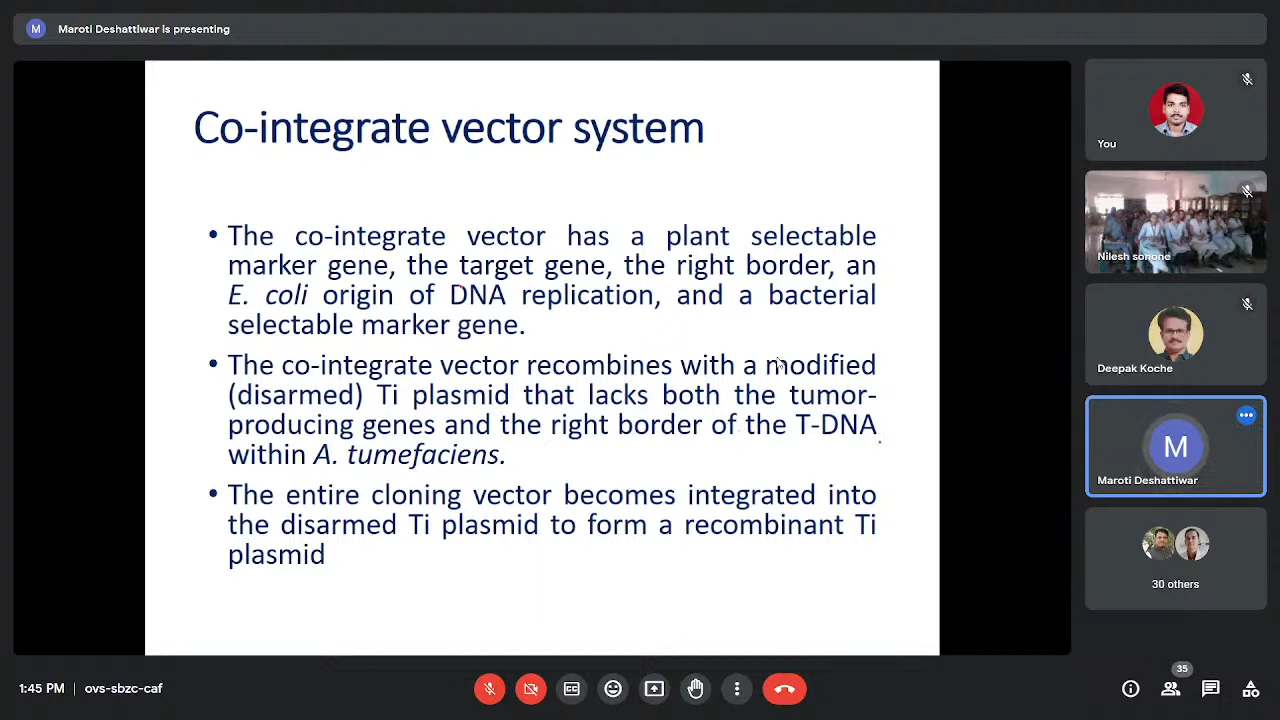 M Maroti Deshattiwar is presenting
Co-integrate vector system
• The co-integrate vector has a plant selectable
marker gene, the target gene, the right border, an
E. coli origin of DNA replication, and a bacterial
selectable marker gene.
• The co-integrate vector recombines with a modified
(disarmed) Ti plasmid that lacks both the tumor-
producing genes and the right border of the T-DNA
within A. tumefaciens.
• The entire cloning vector becomes integrated into
the disarmed Ti plasmid to form a recombinant Ti
plasmid
You
Nilesh sonone
Deepak Koche
M
Maroti Deshattiwar
30 others
1:45 PM | ovs-sbzc-caf
35